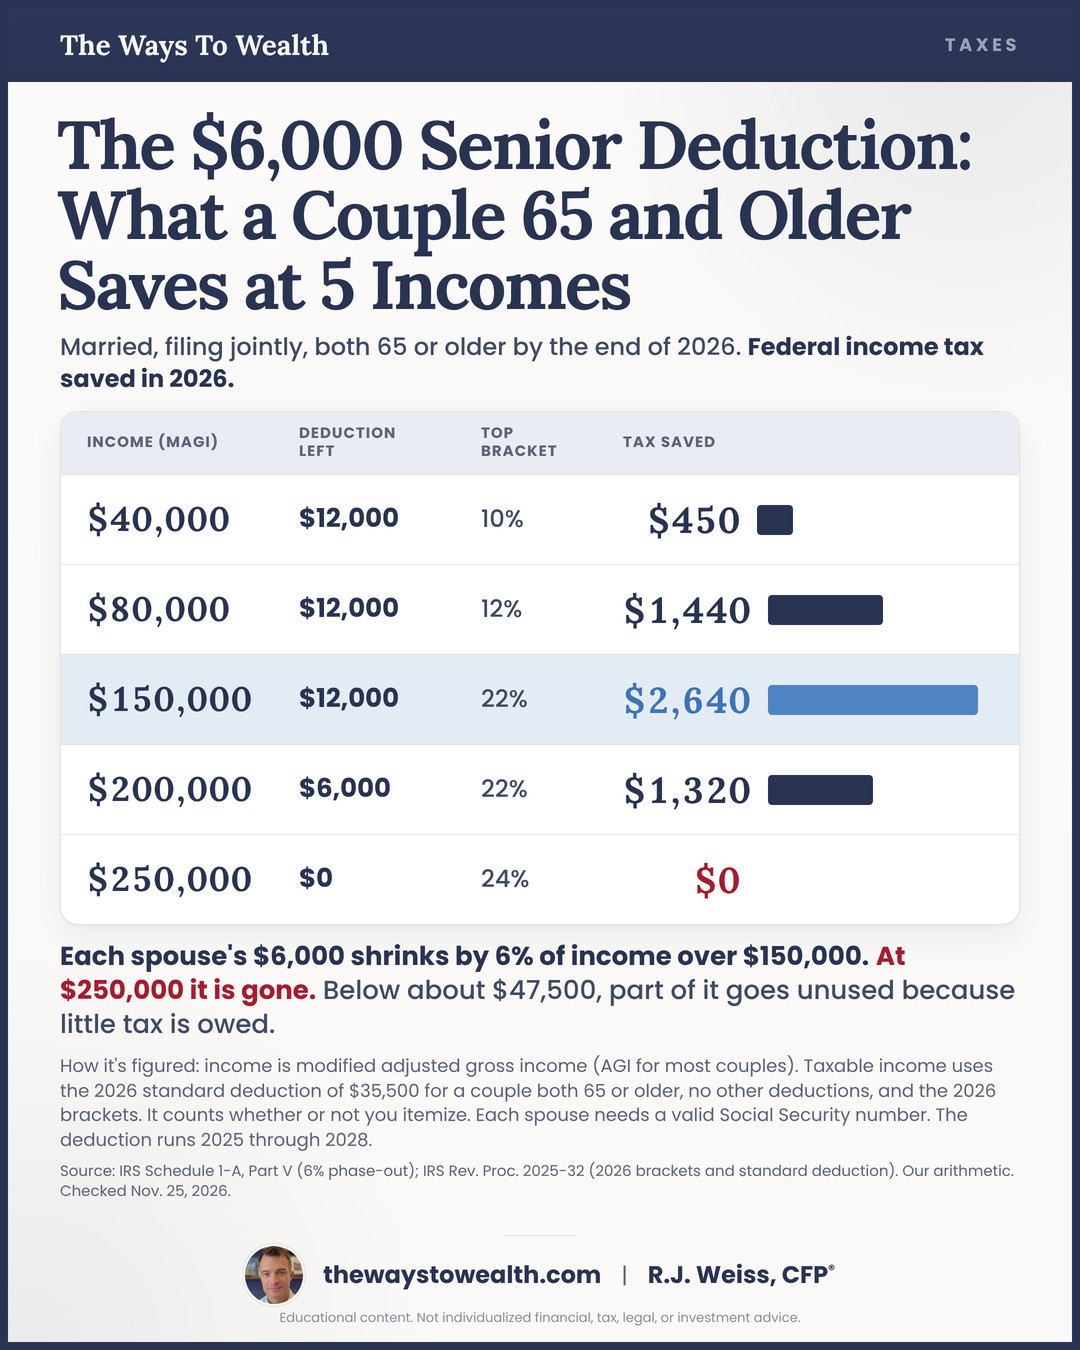 The Ways To Wealth
TAXES
The $6,000 Senior Deduction:
What a Couple 65 and Older
Saves at 5 Incomes
Married, filing jointly, both 65 or older by the end of 2026. Federal income tax
saved in 2026.
INCOME (MAGI) DEDUCTION LEFT TOP BRACKET TAX SAVED
$40,000 $12,000 10% $450
$80,000 $12,000 12% $1,440
$150,000 $12,000 22% $2,640
$200,000 $6,000 22% $1,320
$250,000 $0 24% $0
Each spouse's $6,000 shrinks by 6% of income over $150,000. At
$250,000 it is gone. Below about $47,500, part of it goes unused because
little tax is owed.
How it's figured: income is modified adjusted gross income (AGI for most couples). Taxable income uses
the 2026 standard deduction of $35,500 for a couple both 65 or older, no other deductions, and the 2026
brackets. It counts whether or not you itemize. Each spouse needs a valid Social Security number. The
deduction runs 2025 through 2028.
Source: IRS Schedule 1-A, Part V (6% phase-out); IRS Rev. Proc. 2025-32 (2026 brackets and standard deduction). Our arithmetic.
Checked Nov. 25, 2026.
thewaystowealth.com | R.J. Weiss, CFP®
Educational content. Not individualized financial, tax, legal, or investment advice.